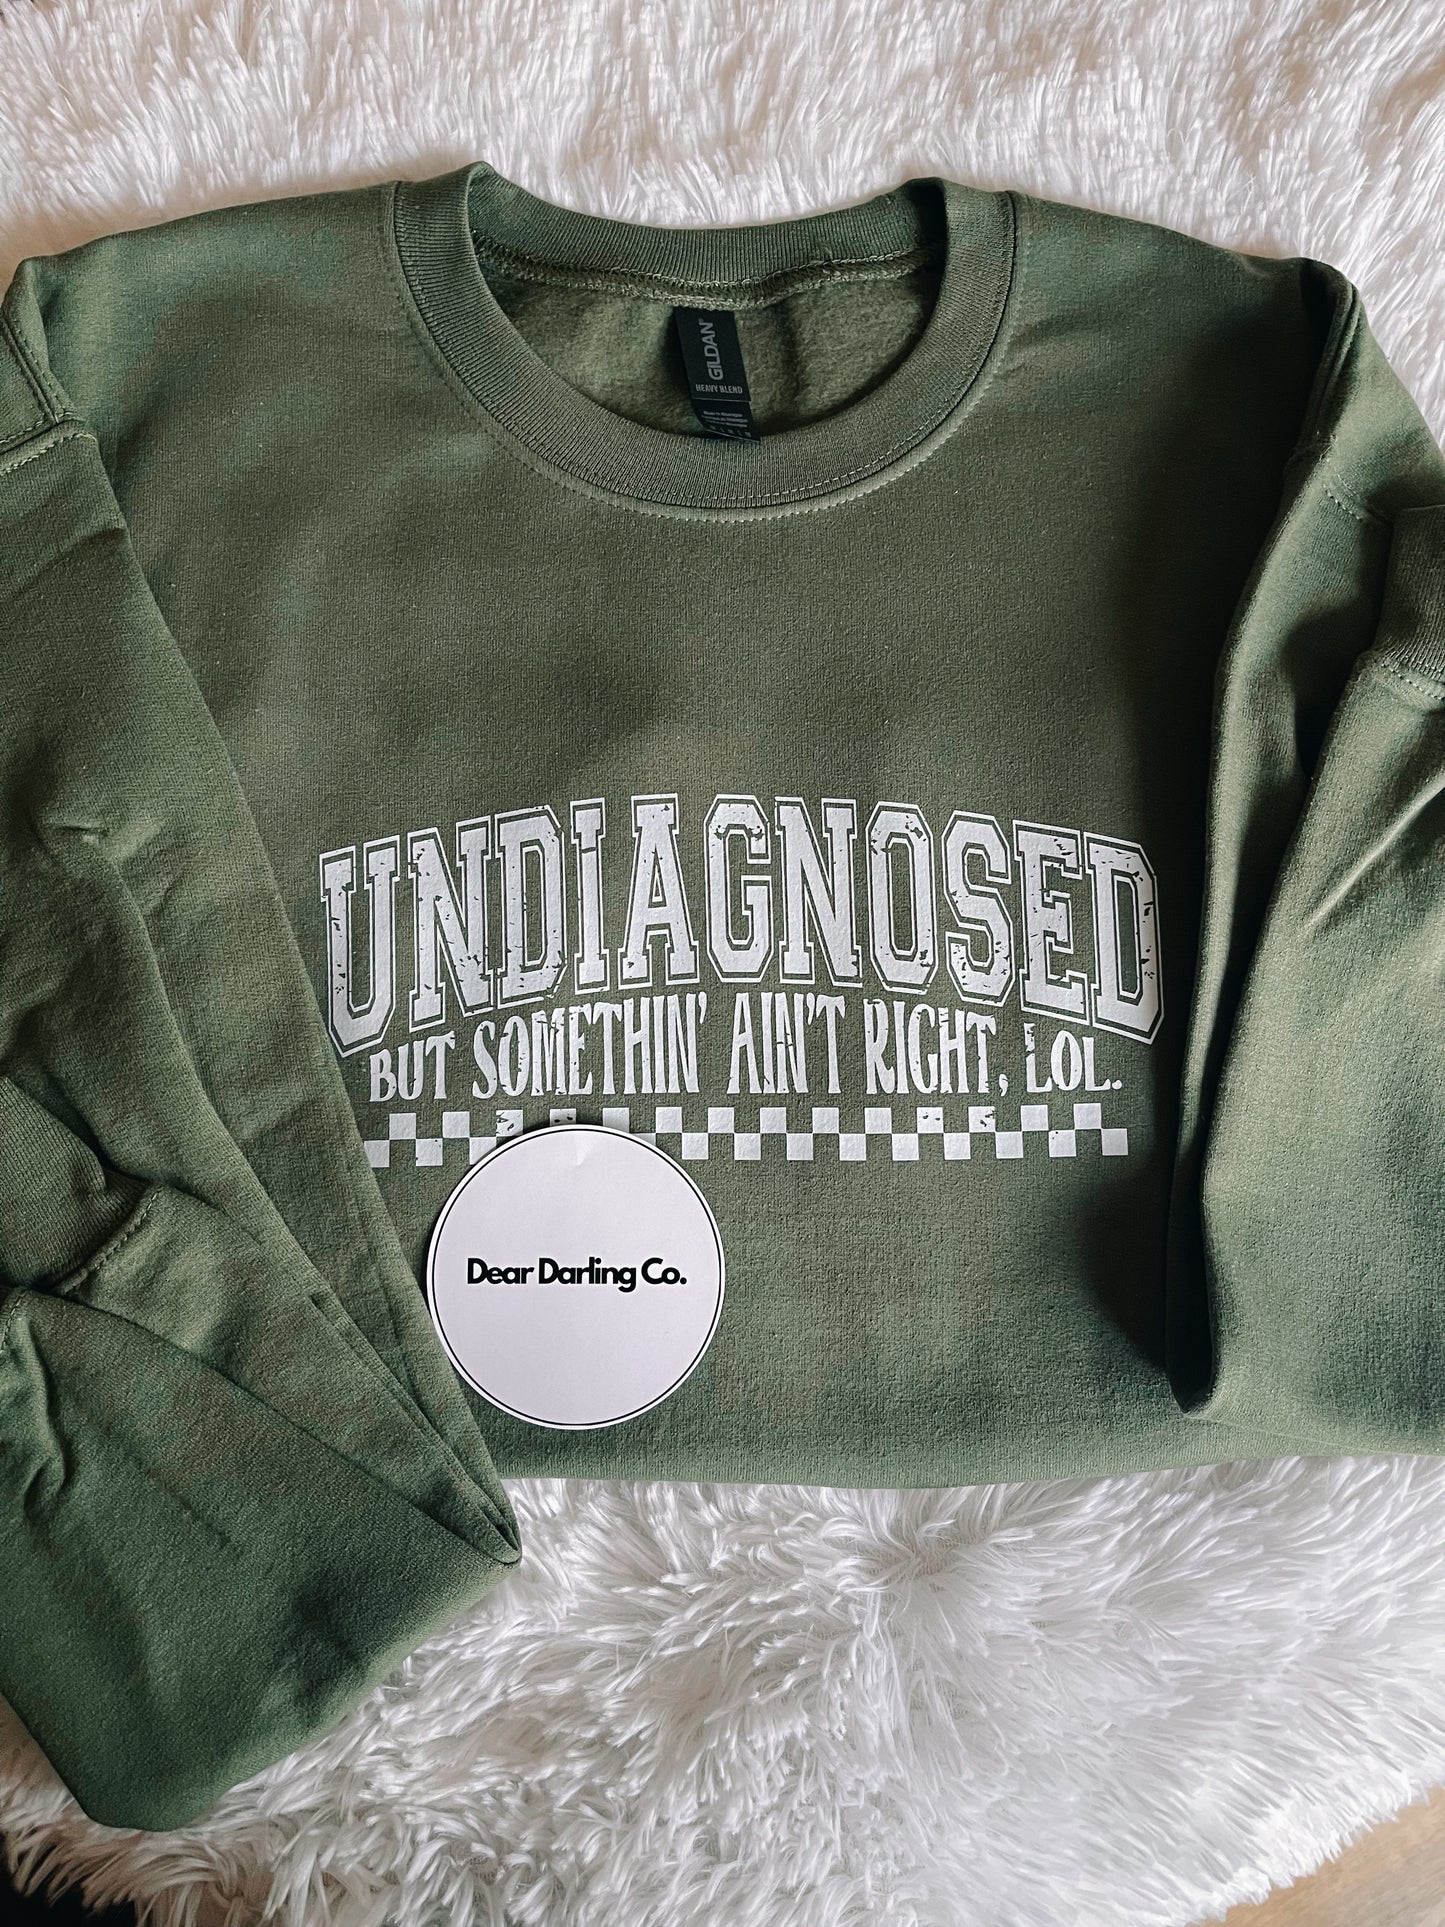 GILDAN®
HEAVY BLEND
UNDIAGNOSED
BUT SOMETHIN' AIN'T RIGHT, LOL.
Dear Darling Co.